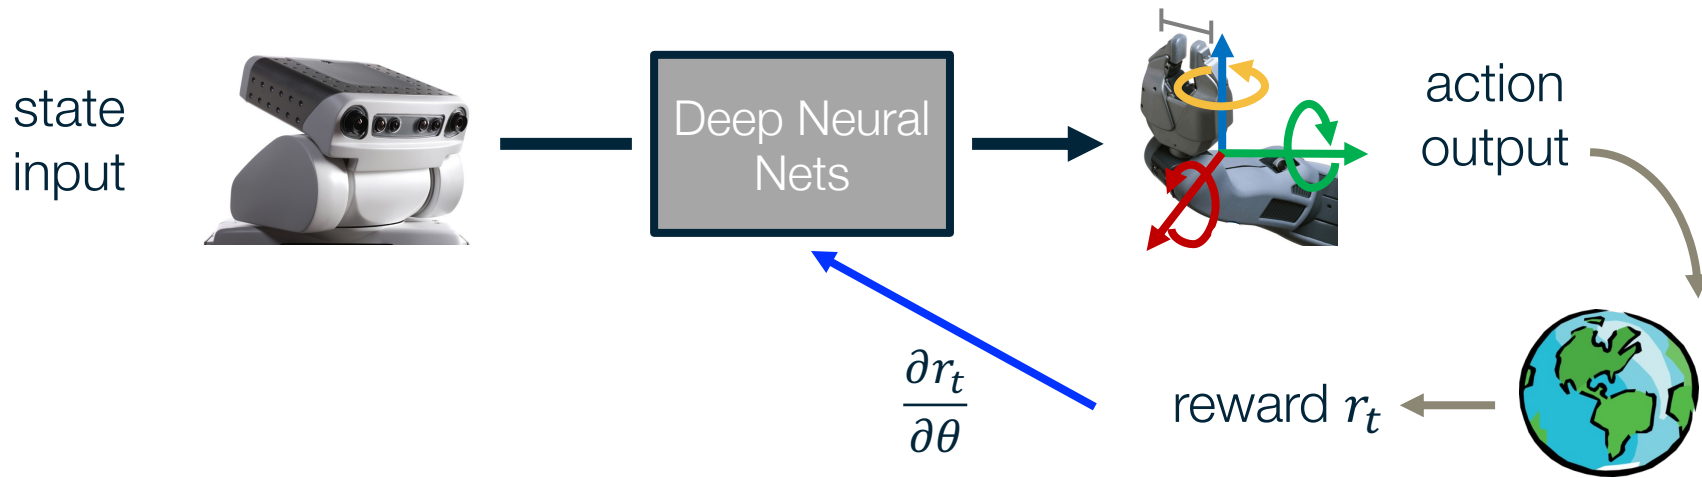 state
input
Deep Neural
Nets
action
output
∂r_t
∂θ
reward r_t